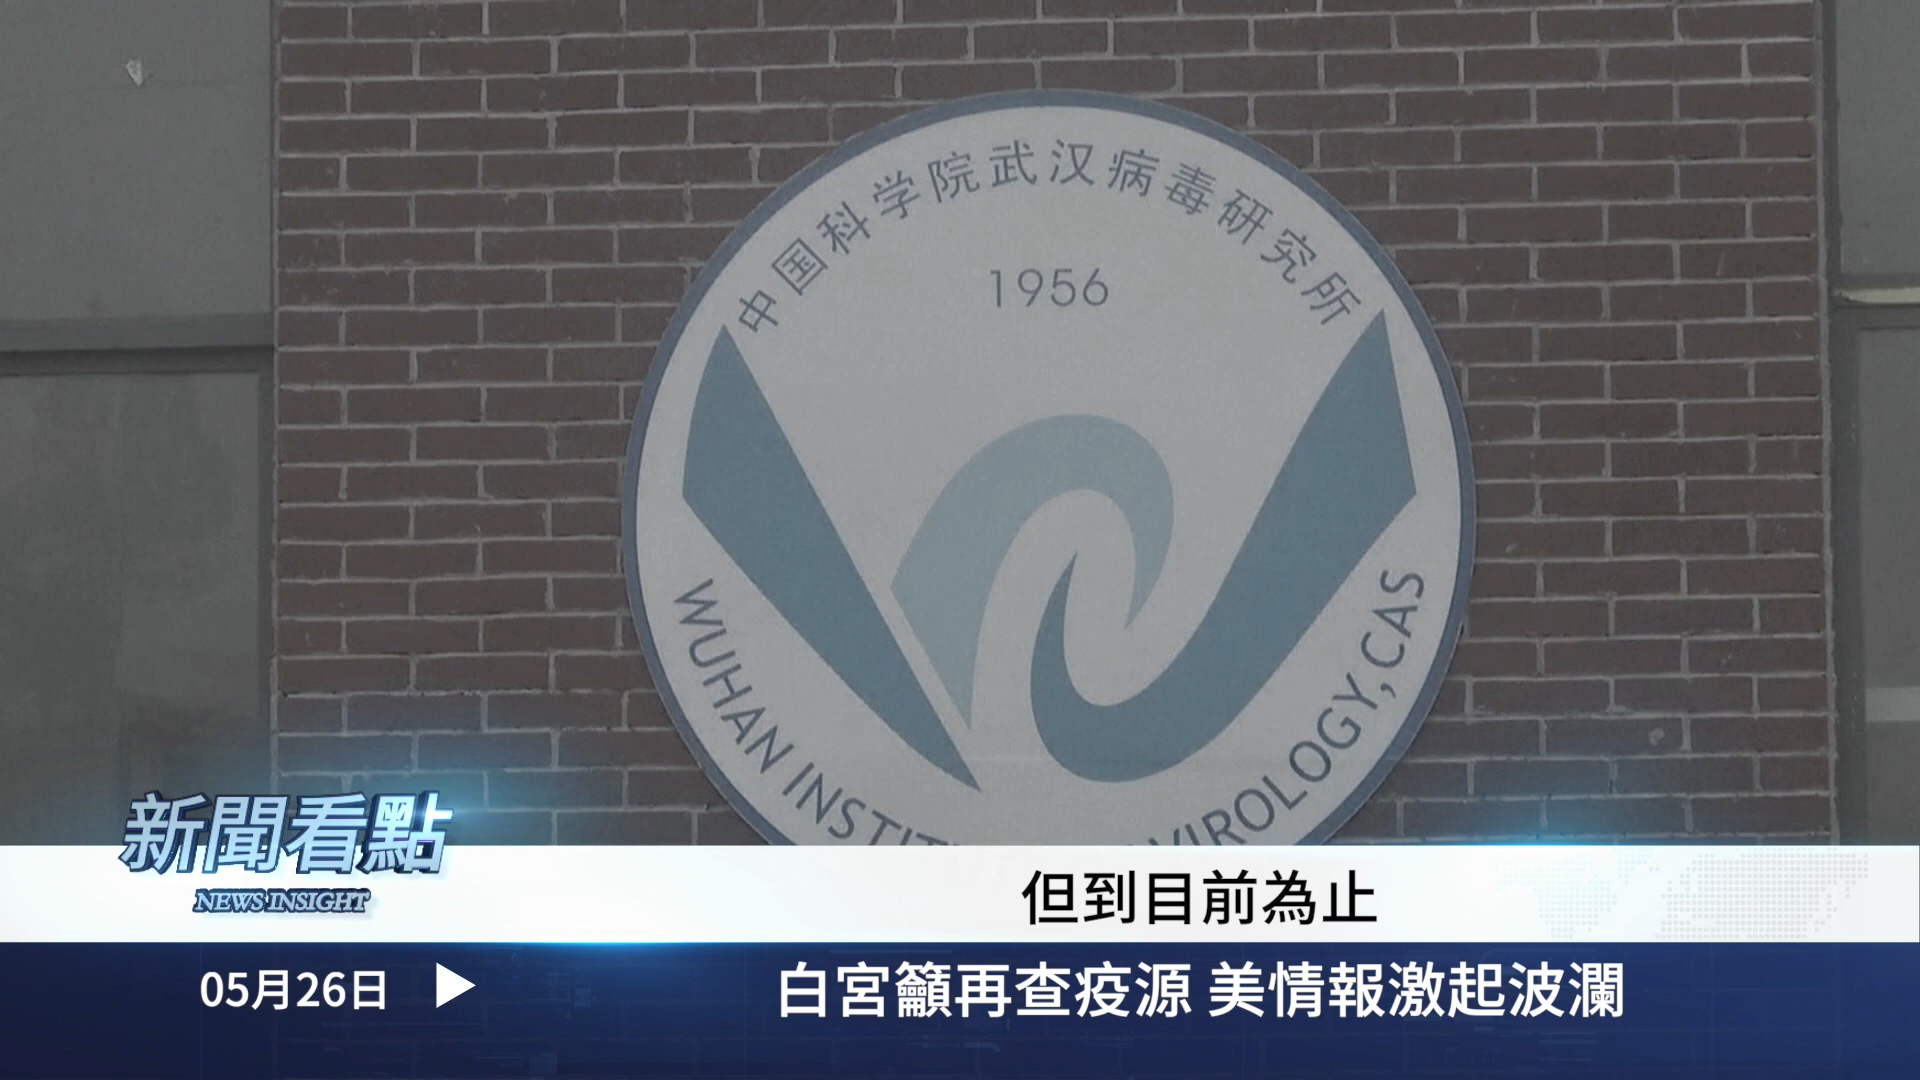 中国科学院武汉病毒研究所
1956
WUHAN INSTIT VIROLOGY,CAS
新聞看點
NEWS INSIGHT
但到目前為止
05月26日
白宮籲再查疫源 美情報激起波瀾